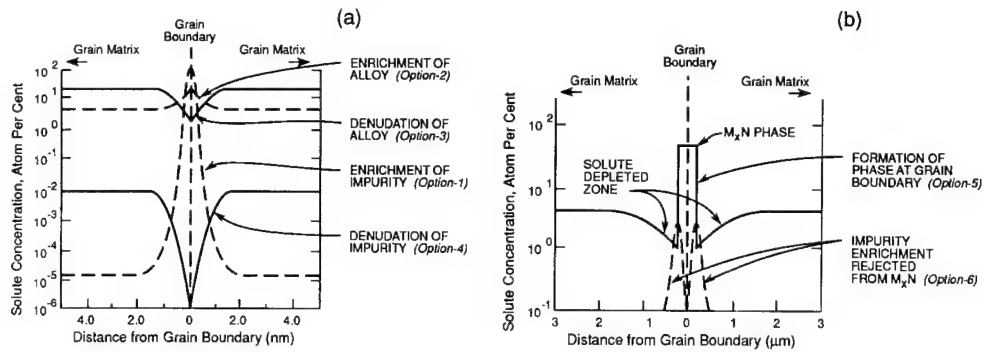 (a)
Grain
Boundary
Grain Matrix
Grain Matrix
ENRICHMENT OF
ALLOY (Option-2)
DENUDATION OF
ALLOY (Option-3)
ENRICHMENT OF
IMPURITY (Option-1)
DENUDATION OF
IMPURITY (Option-4)
Solute Concentration, Atom Per Cent
10²
10¹
10⁰
10⁻¹
10⁻²
10⁻³
10⁻⁴
10⁻⁵
10⁻⁶
4.0 2.0 0 2.0 4.0
Distance from Grain Boundary (nm)
(b)
Grain
Boundary
Grain Matrix
Grain Matrix
MₓN PHASE
SOLUTE
DEPLETED
ZONE
FORMATION OF
PHASE AT GRAIN
BOUNDARY (Option-5)
IMPURITY
ENRICHMENT
REJECTED
FROM MₓN (Option-6)
Solute Concentration, Atom Per Cent
10²
10¹
10⁰
10⁻¹
3 2 1 0 1 2 3
Distance from Grain Boundary (μm)